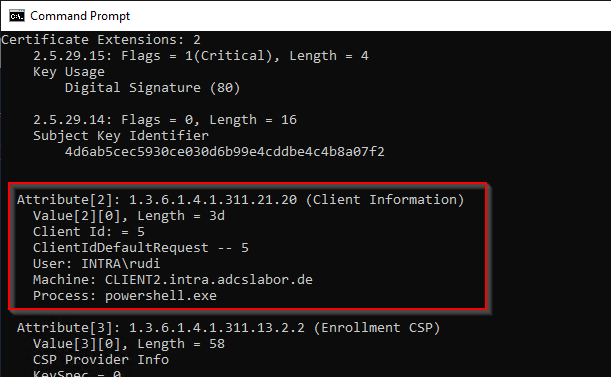 Command Prompt
Certificate Extensions: 2
2.5.29.15: Flags = 1(Critical), Length = 4
Key Usage
Digital Signature (80)
2.5.29.14: Flags = 0, Length = 16
Subject Key Identifier
4d6ab5cec5930ce030d6b99e4cddbe4c4b8a07f2
Attribute[2]: 1.3.6.1.4.1.311.21.20 (Client Information)
Value[2][0], Length = 3d
Client Id: = 5
ClientIdDefaultRequest -- 5
User: INTRA\rudi
Machine: CLIENT2.intra.adcslabor.de
Process: powershell.exe
Attribute[3]: 1.3.6.1.4.1.311.13.2.2 (Enrollment CSP)
Value[3][0], Length = 58
CSP Provider Info
KeySpec = 0